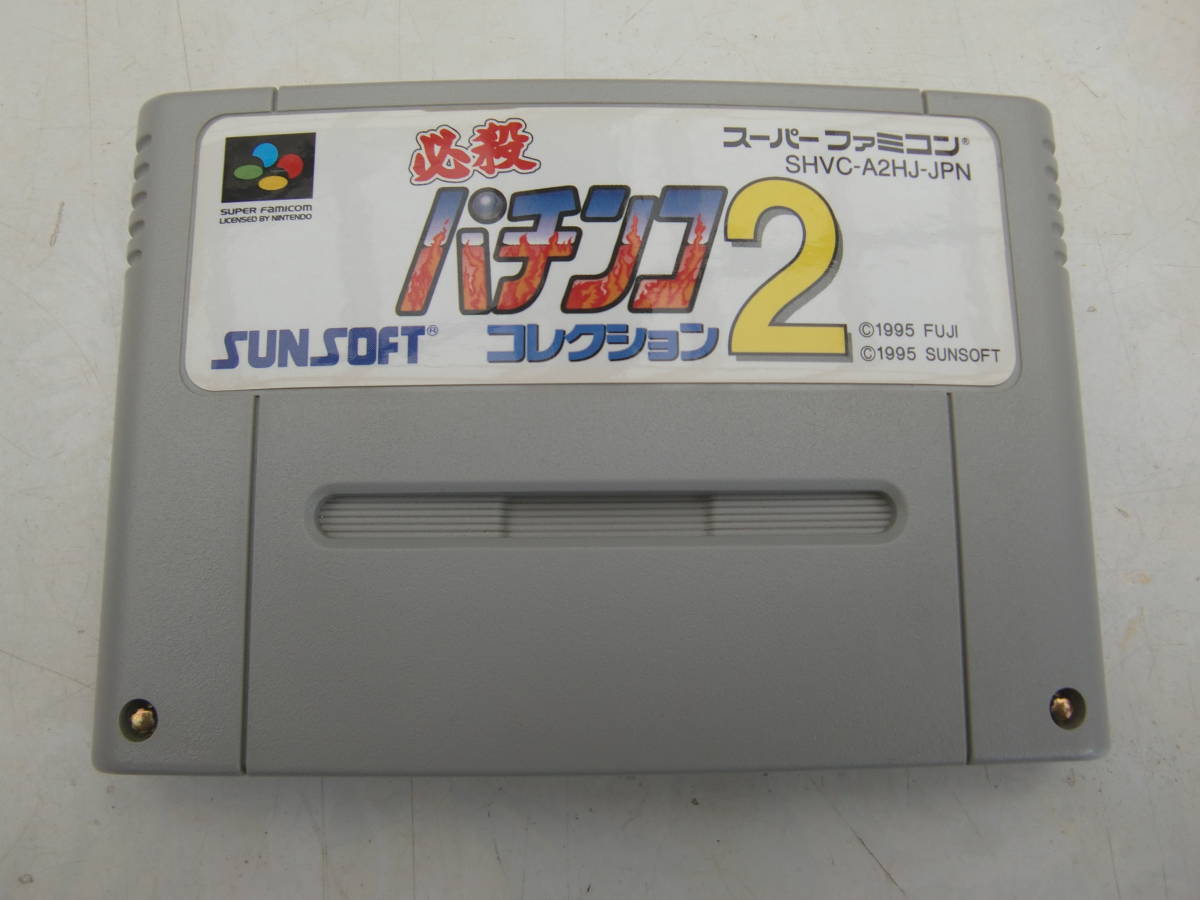 SUPER FAMICOM
LICENSED BY NINTENDO
必殺
パチンコ
コレクション2
スーパーファミコン®
SHVC-A2HJ-JPN
SUNSOFT®
©1995 FUJI
©1995 SUNSOFT